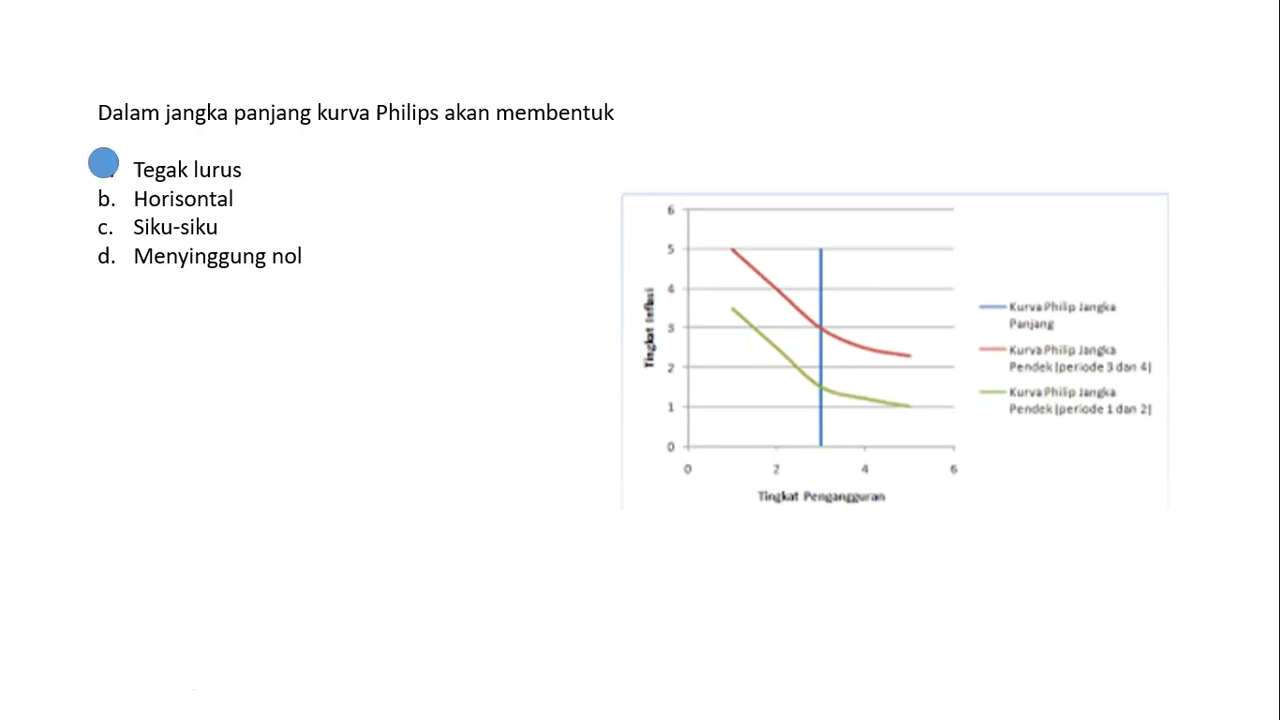 Dalam jangka panjang kurva Philips akan membentuk
Tegak lurus
b. Horisontal
c. Siku-siku
d. Menyinggung nol
6
5
4
3
2
1
0
0 2 4 6
Tingkat Inflasi
Tingkat Pengangguran
Kurva Philip Jangka
Panjang
Kurva Philip Jangka
Pendek (periode 3 dan 4)
Kurva Philip Jangka
Pendek (periode 1 dan 2)